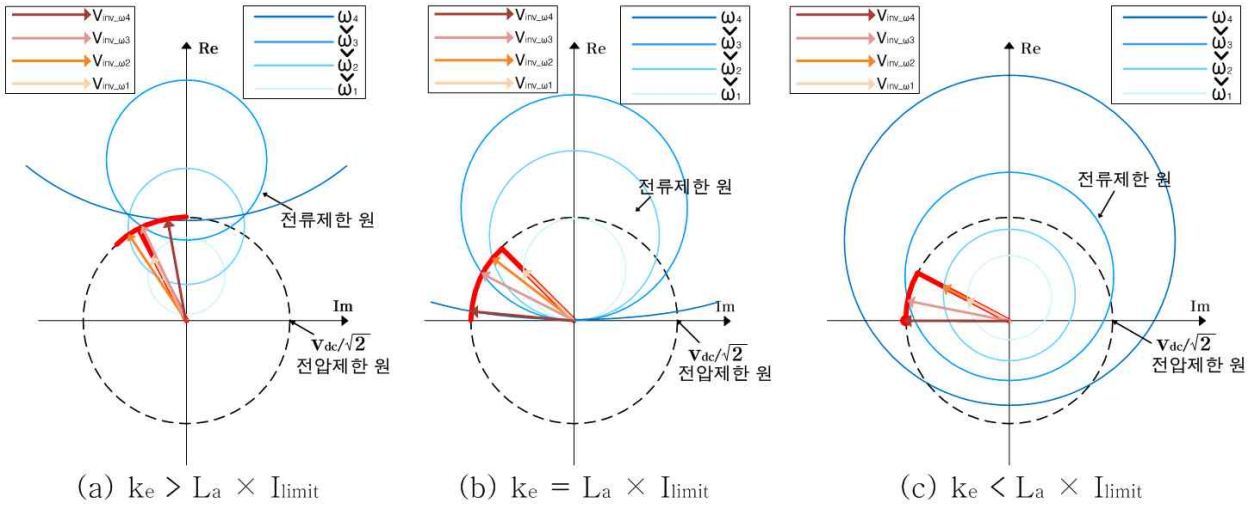 Vinv_ω4
Vinv_ω3
Vinv_ω2
Vinv_ω1
ω4
ω3
ω2
ω1
Re
전류제한 원
Im
Vdc/√2
전압제한 원
(a) ke > La × Ilimit
Vinv_ω4
Vinv_ω3
Vinv_ω2
Vinv_ω1
ω4
ω3
ω2
ω1
Re
전류제한 원
Im
Vdc/√2
전압제한 원
(b) ke = La × Ilimit
Vinv_ω4
Vinv_ω3
Vinv_ω2
Vinv_ω1
ω4
ω3
ω2
ω1
Re
전류제한 원
Im
Vdc/√2
전압제한 원
(c) ke < La × Ilimit